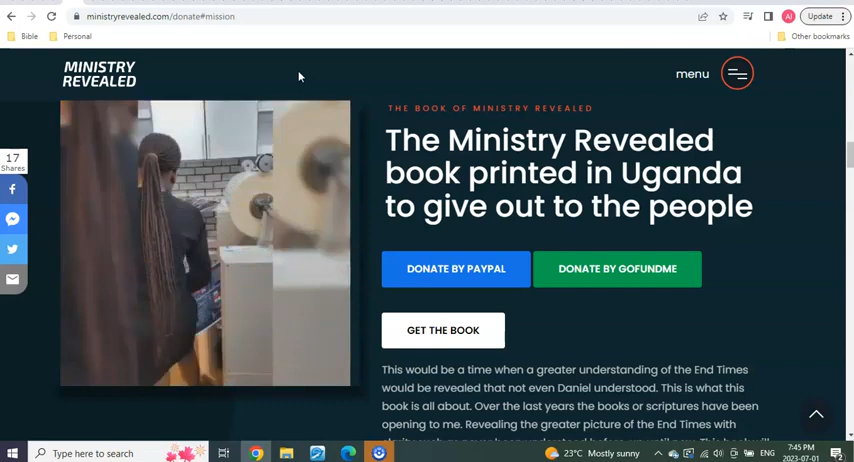 ministryrevealed.com/donate#mission
AI
Update
Bible
Personal
Other bookmarks
MINISTRY
REVEALED
menu
THE BOOK OF MINISTRY REVEALED
The Ministry Revealed
book printed in Uganda
to give out to the people
17
Shares
DONATE BY PAYPAL
DONATE BY GOFUNDME
GET THE BOOK
This would be a time when a greater understanding of the End Times
would be revealed that not even Daniel understood. This is what this
book is all about. Over the last years the books or scriptures have been
opening to me. Revealing the greater picture of the End Times with
Type here to search
23°C Mostly sunny
ENG
7:45 PM
2023-07-01
2